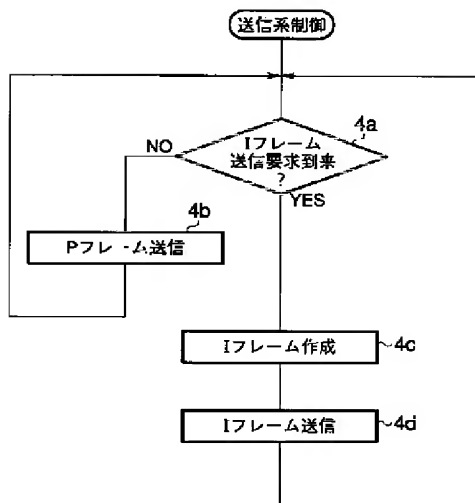 送信系制御
4a
Iフレーム
送信要求到来
?
NO
YES
4b
Pフレーム送信
Iフレーム作成
4c
Iフレーム送信
4d